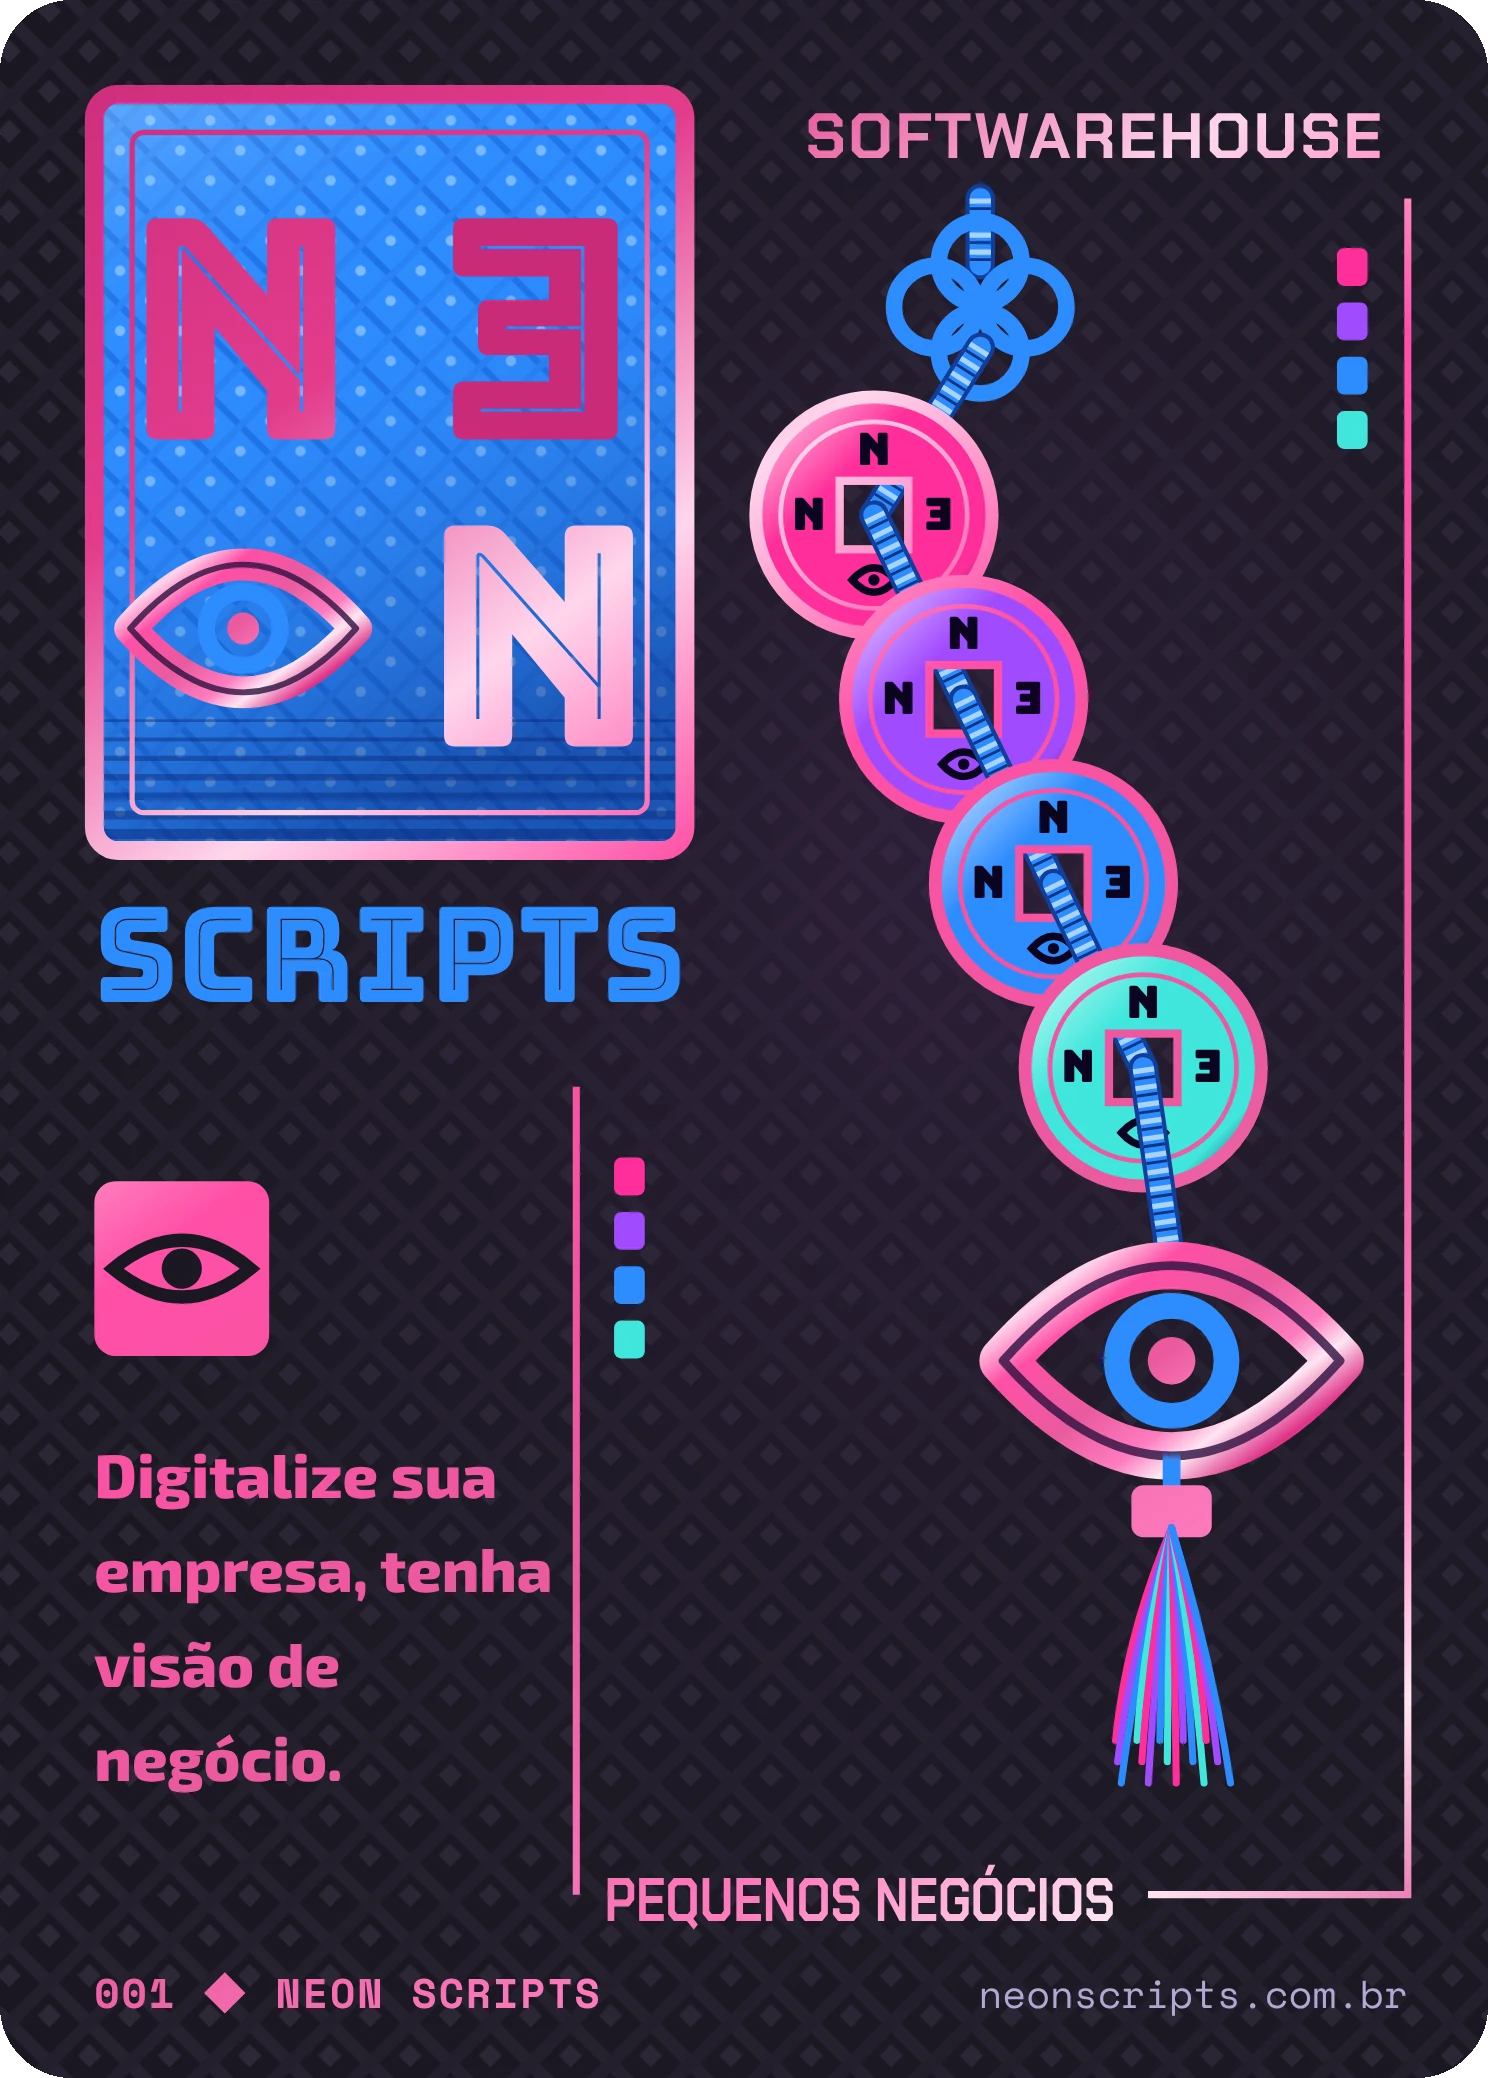 N Ǝ
N
SCRIPTS
SOFTWAREHOUSE
N
N Ǝ
N
N Ǝ
N
N Ǝ
N
N Ǝ
Digitalize sua
empresa, tenha
visão de
negócio.
PEQUENOS NEGÓCIOS
001 ◆ NEON SCRIPTS
neonscripts.com.br